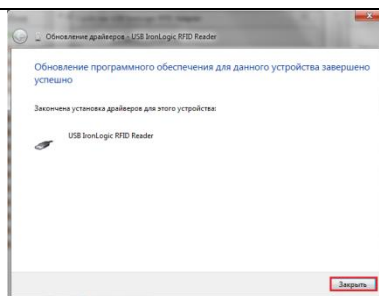 Обновление драйверов - USB IronLogic RFID Reader
Обновление программного обеспечения для данного устройства завершено
успешно
Закончена установка драйверов для этого устройства:
USB IronLogic RFID Reader
Закрыть